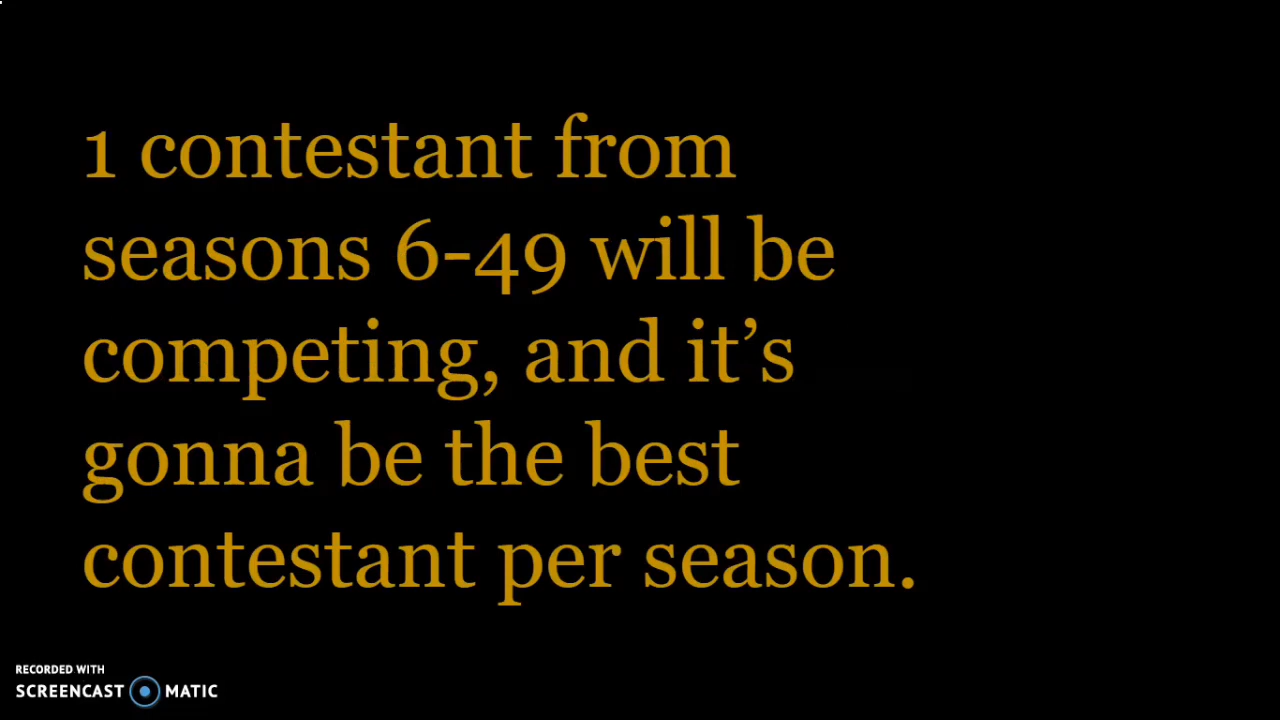 1 contestant from
seasons 6-49 will be
competing, and it’s
gonna be the best
contestant per season.
RECORDED WITH
SCREENCAST MATIC